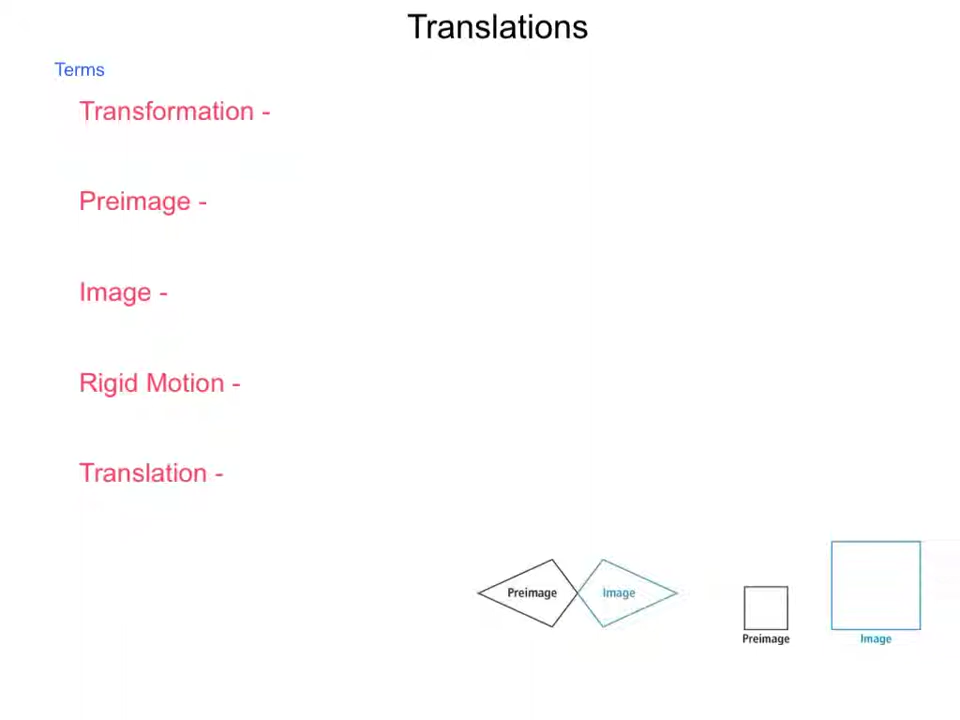 Translations
Terms
Transformation -
Preimage -
Image -
Rigid Motion -
Translation -
Preimage
Image
Preimage
Image